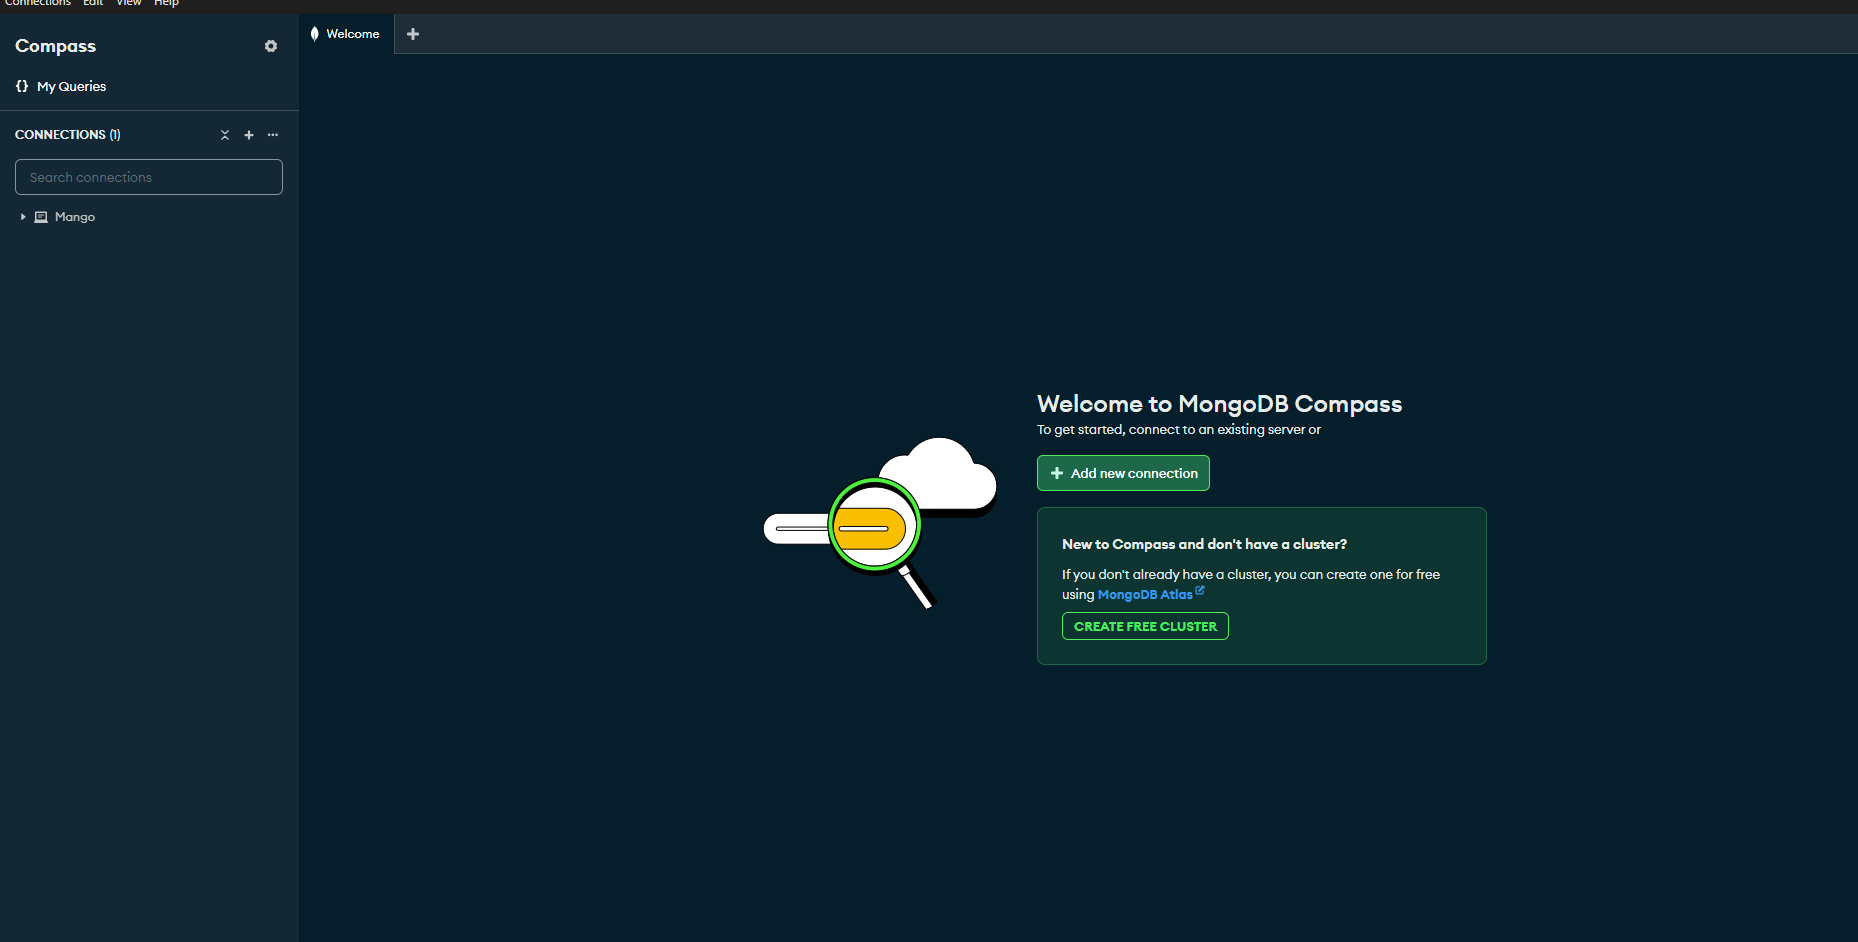 Connections Edit View Help
Compass
{} My Queries
CONNECTIONS (1)
Search connections
Mango
Welcome
Welcome to MongoDB Compass
To get started, connect to an existing server or
Add new connection
New to Compass and don't have a cluster?
If you don't already have a cluster, you can create one for free
using MongoDB Atlas
CREATE FREE CLUSTER